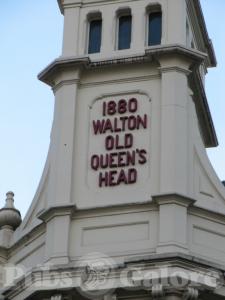 1880
WALTON
OLD
QUEEN'S
HEAD
Pubs Galore